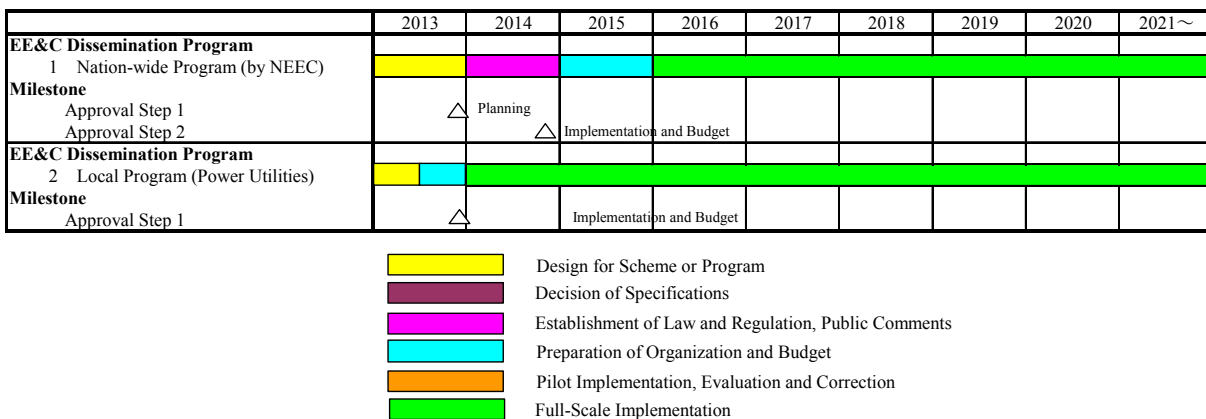 2013 2014 2015 2016 2017 2018 2019 2020 2021～
EE&C Dissemination Program
1 Nation-wide Program (by NEEC)
Milestone
Approval Step 1 △ Planning
Approval Step 2 △ Implementation and Budget
EE&C Dissemination Program
2 Local Program (Power Utilities)
Milestone
Approval Step 1 △ Implementation and Budget
Design for Scheme or Program
Decision of Specifications
Establishment of Law and Regulation, Public Comments
Preparation of Organization and Budget
Pilot Implementation, Evaluation and Correction
Full-Scale Implementation